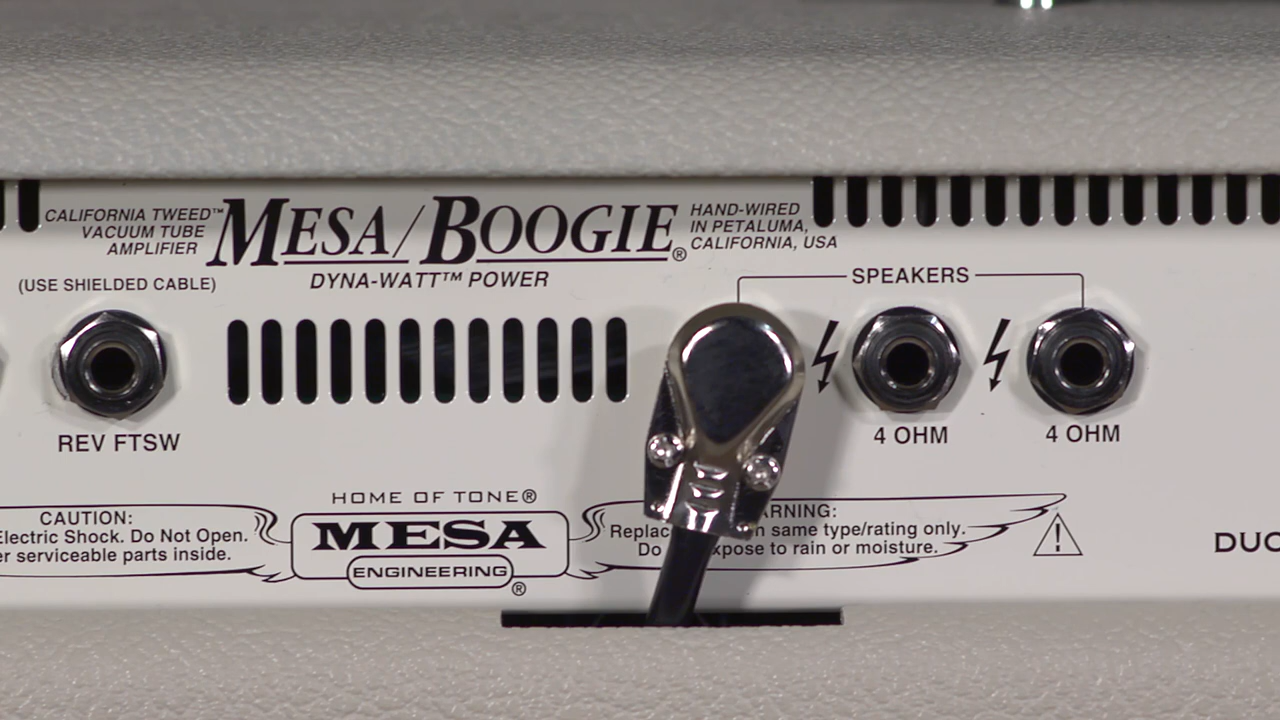 CALIFORNIA TWEED™
VACUUM TUBE
AMPLIFIER
MESA/BOOGIE®
HAND-WIRED
IN PETALUMA,
CALIFORNIA, USA
DYNA-WATT™ POWER
(USE SHIELDED CABLE)
SPEAKERS
REV FTSW
4 OHM
4 OHM
HOME OF TONE®
MESA
ENGINEERING®
CAUTION:
Electric Shock. Do Not Open.
serviceable parts inside.
same type/rating only.
Do to rain or moisture.